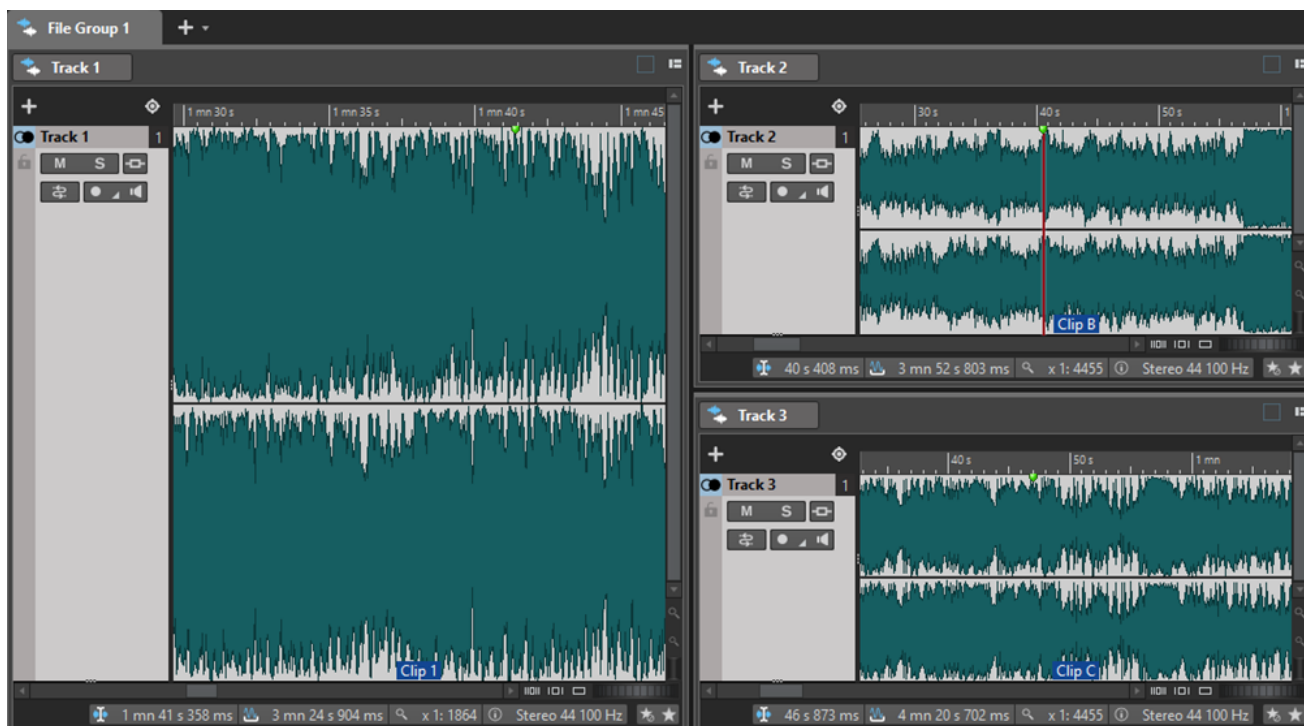 File Group 1
Track 1
1 mn 30 s 1 mn 35 s 1 mn 40 s 1 mn 45
Track 1 1
M S
Clip 1
1 mn 41 s 358 ms 3 mn 24 s 904 ms x 1: 1864 Stereo 44 100 Hz
Track 2
30 s 40 s 50 s 1
Track 2 1
M S
Clip B
40 s 408 ms 3 mn 52 s 803 ms x 1: 4455 Stereo 44 100 Hz
Track 3
40 s 50 s 1 mn
Track 3 1
M S
Clip C
46 s 873 ms 4 mn 20 s 702 ms x 1: 4455 Stereo 44 100 Hz